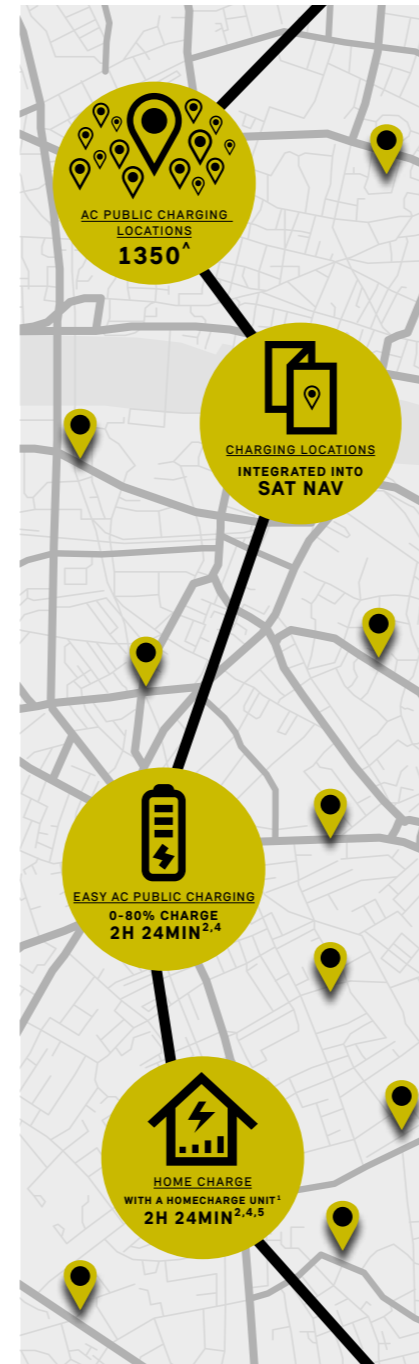 AC PUBLIC CHARGING
LOCATIONS
1350^
CHARGING LOCATIONS
INTEGRATED INTO
SAT NAV
EASY AC PUBLIC CHARGING
0-80% CHARGE
2H 24MIN2,4
HOME CHARGE
WITH A HOMECHARGE UNIT1
2H 24MIN2,4,5